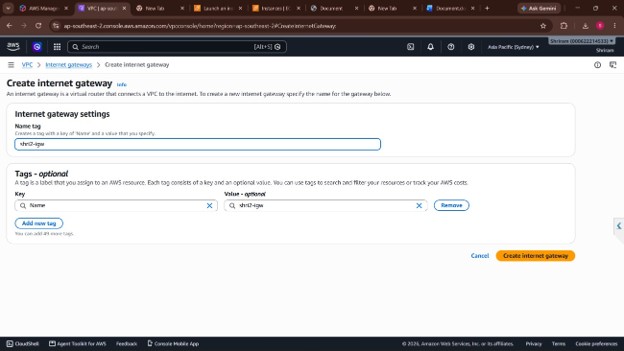 AWS Manage
VPC | ap-sout
New Tab
Launch an in
Instances | EC
Document
New Tab
Document.o
Ask Gemini
ap-southeast-2.console.aws.amazon.com/vpcconsole/home?region=ap-southeast-2#CreateInternetGateway:
aws
Search
[Alt+S]
Asia Pacific (Sydney)
Shriram
VPC
Internet gateways
Create internet gateway
Create internet gateway Info
An internet gateway is a virtual router that connects a VPC to the internet. To create a new internet gateway specify the name for the gateway below.
Internet gateway settings
Name tag
Creates a tag with a key of 'Name' and a value that you specify.
shri2-igw
Tags - optional
A tag is a label that you assign to an AWS resource. Each tag consists of a key and an optional value. You can use tags to search and filter your resources or track your AWS costs.
Key
Value - optional
Name
shri2-igw
Remove
Add new tag
You can add 49 more tags.
Cancel
Create internet gateway
CloudShell
Agent Toolkit for AWS
Feedback
Console Mobile App
© 2026, Amazon Web Services, Inc. or its affiliates.
Privacy
Terms
Cookie preferences